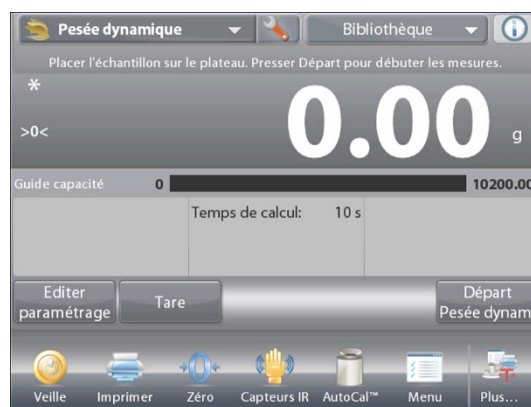 Pesée dynamique Bibliothèque
Placer l'échantillon sur le plateau. Presser Départ pour débuter les mesures.
*
>0< 0.00 g
Guide capacité 0 10200.00
Temps de calcul: 10 s
Editer paramétrage
Tare
Départ
Pesée dynam
Veille Imprimer Zéro Capteurs IR AutoCal™ Menu Plus...